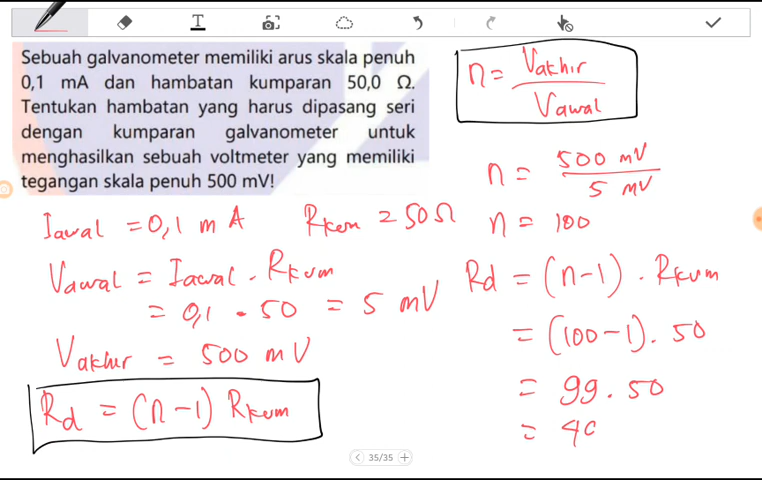 Sebuah galvanometer memiliki arus skala penuh
0,1 mA dan hambatan kumparan 50,0 Ω.
Tentukan hambatan yang harus dipasang seri
dengan kumparan galvanometer untuk
menghasilkan sebuah voltmeter yang memiliki
tegangan skala penuh 500 mV!
Iawal = 0,1 mA Rkum = 50Ω
Vawal = Iawal . Rkum
= 0,1 . 50 = 5 mV
Vakhir = 500 mV
Rd = (n-1) Rkum
n = Vakhir / Vawal
n = 500 mV / 5 mV
n = 100
Rd = (n-1) . Rkum
= (100-1) . 50
= 99 . 50
= 49
35/35